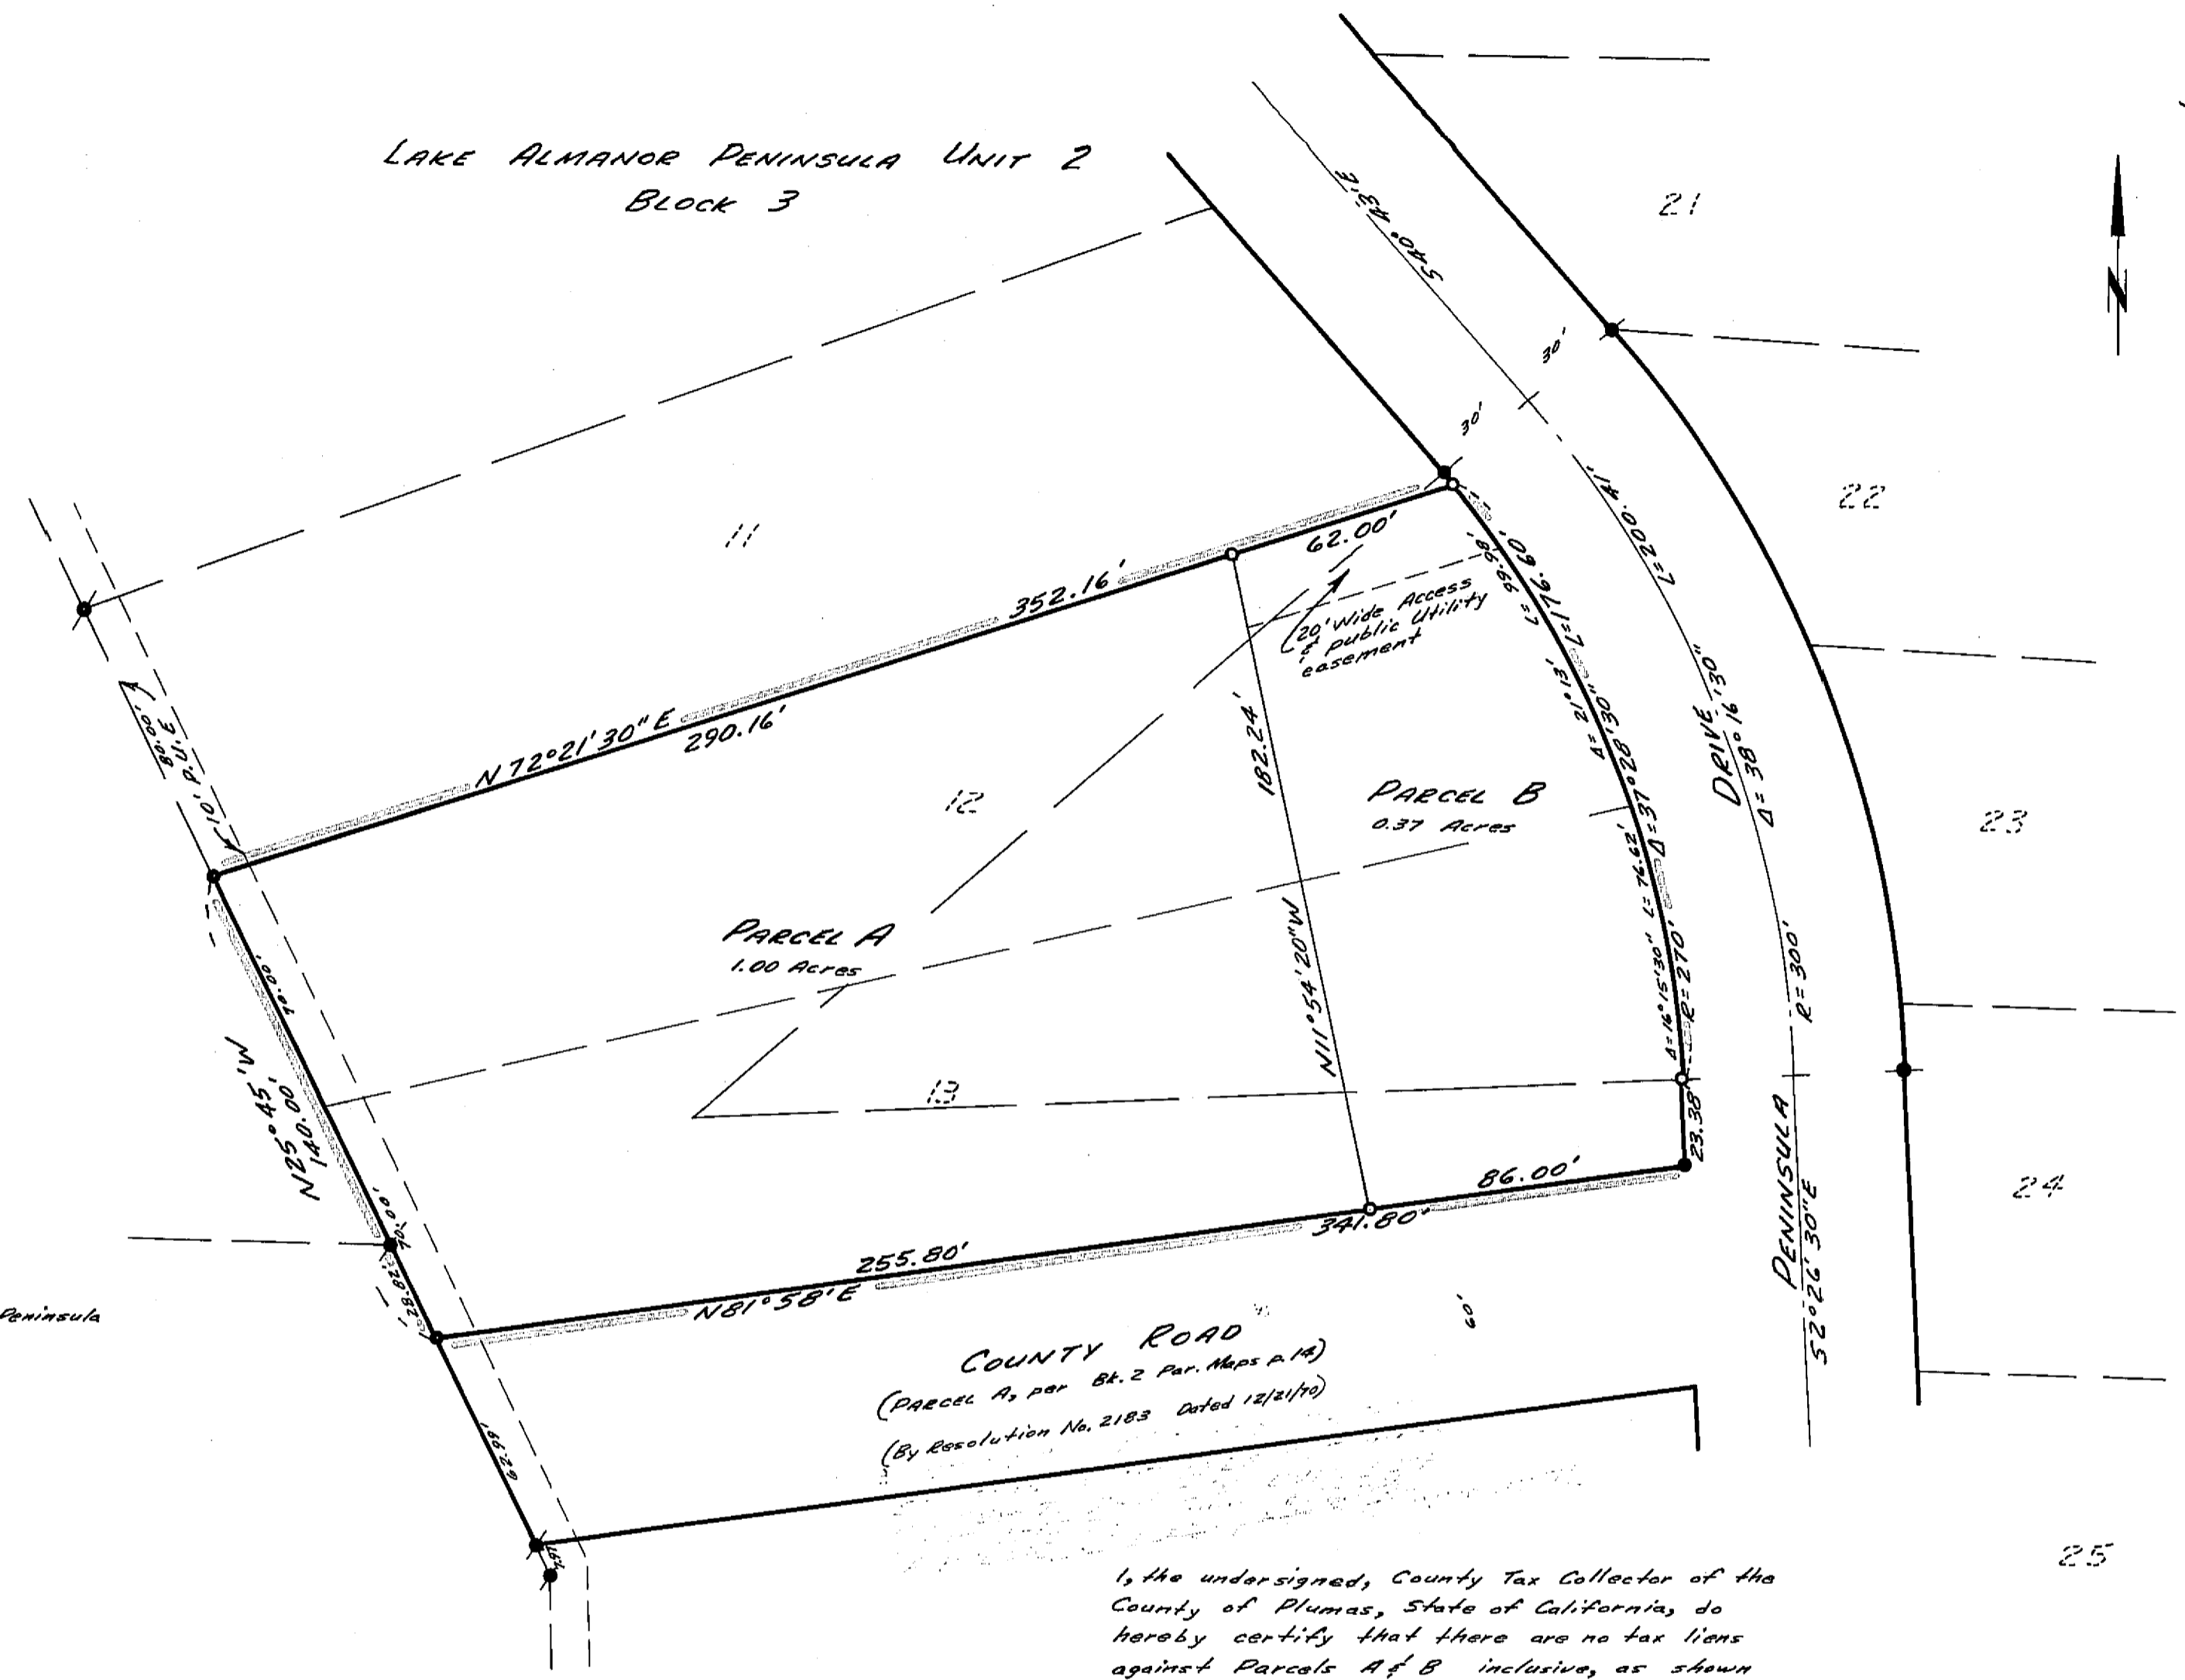 LAKE ALMANOR PENINSULA UNIT 2
BLOCK 3
21
N
S 40° 43' E
30'
30'
22
11
62.00'
352.16'
L=200.41'
L=176.60'
L=99.98'
20' Wide Access
& public Utility
easement
80.00'
10' P.U.E
N 72°21'30" E
290.16'
182.24'
Δ=21°13'
Δ=37°28'30"
DRIVE
Δ=38°16'30"
12
PARCEL B
0.37 Acres
23
L=76.62'
PARCEL A
1.00 Acres
70.00'
N11°54'20"W
Δ=16°15'30"
R=270'
R=300'
N25°45'W
140.00'
13
23.38'
PENINSULA
S2°26'30"E
24
86.00'
70.00'
341.80'
255.80'
28.82'
N81°58'E
Peninsula
60'
COUNTY ROAD
(PARCEL A, per Bk. 2 Par. Maps p. 14)
(By Resolution No. 2183 Dated 12/21/70)
62.99'
25
I, the undersigned, County Tax Collector of the
County of Plumas, State of California, do
hereby certify that there are no tax liens
against Parcels A & B inclusive, as shown